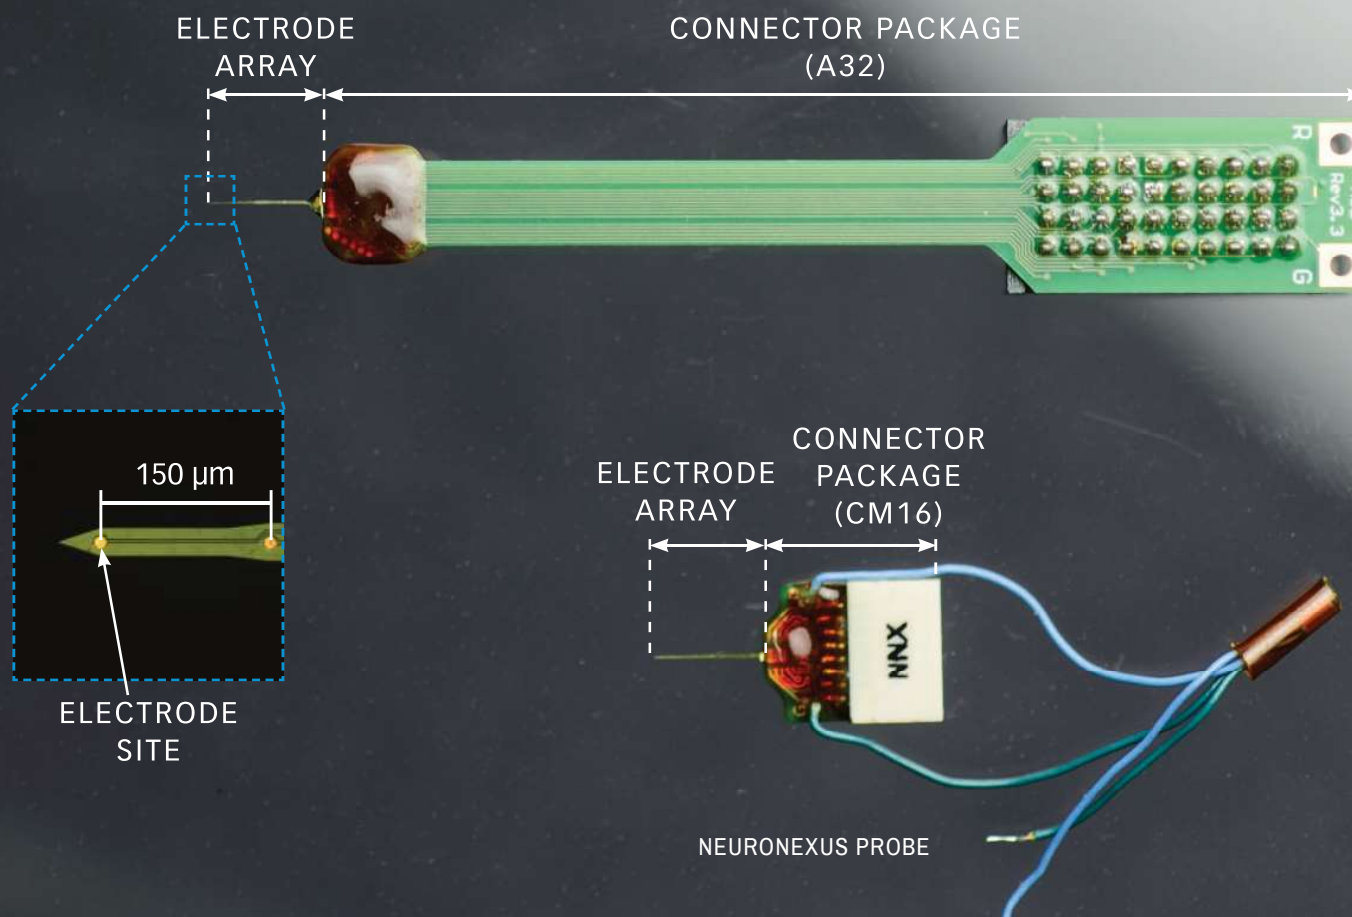 ELECTRODE
ARRAY
CONNECTOR PACKAGE
(A32)
R
Rev3.3
G
150 µm
ELECTRODE
SITE
ELECTRODE
ARRAY
CONNECTOR
PACKAGE
(CM16)
NNX
NEURONEXUS PROBE